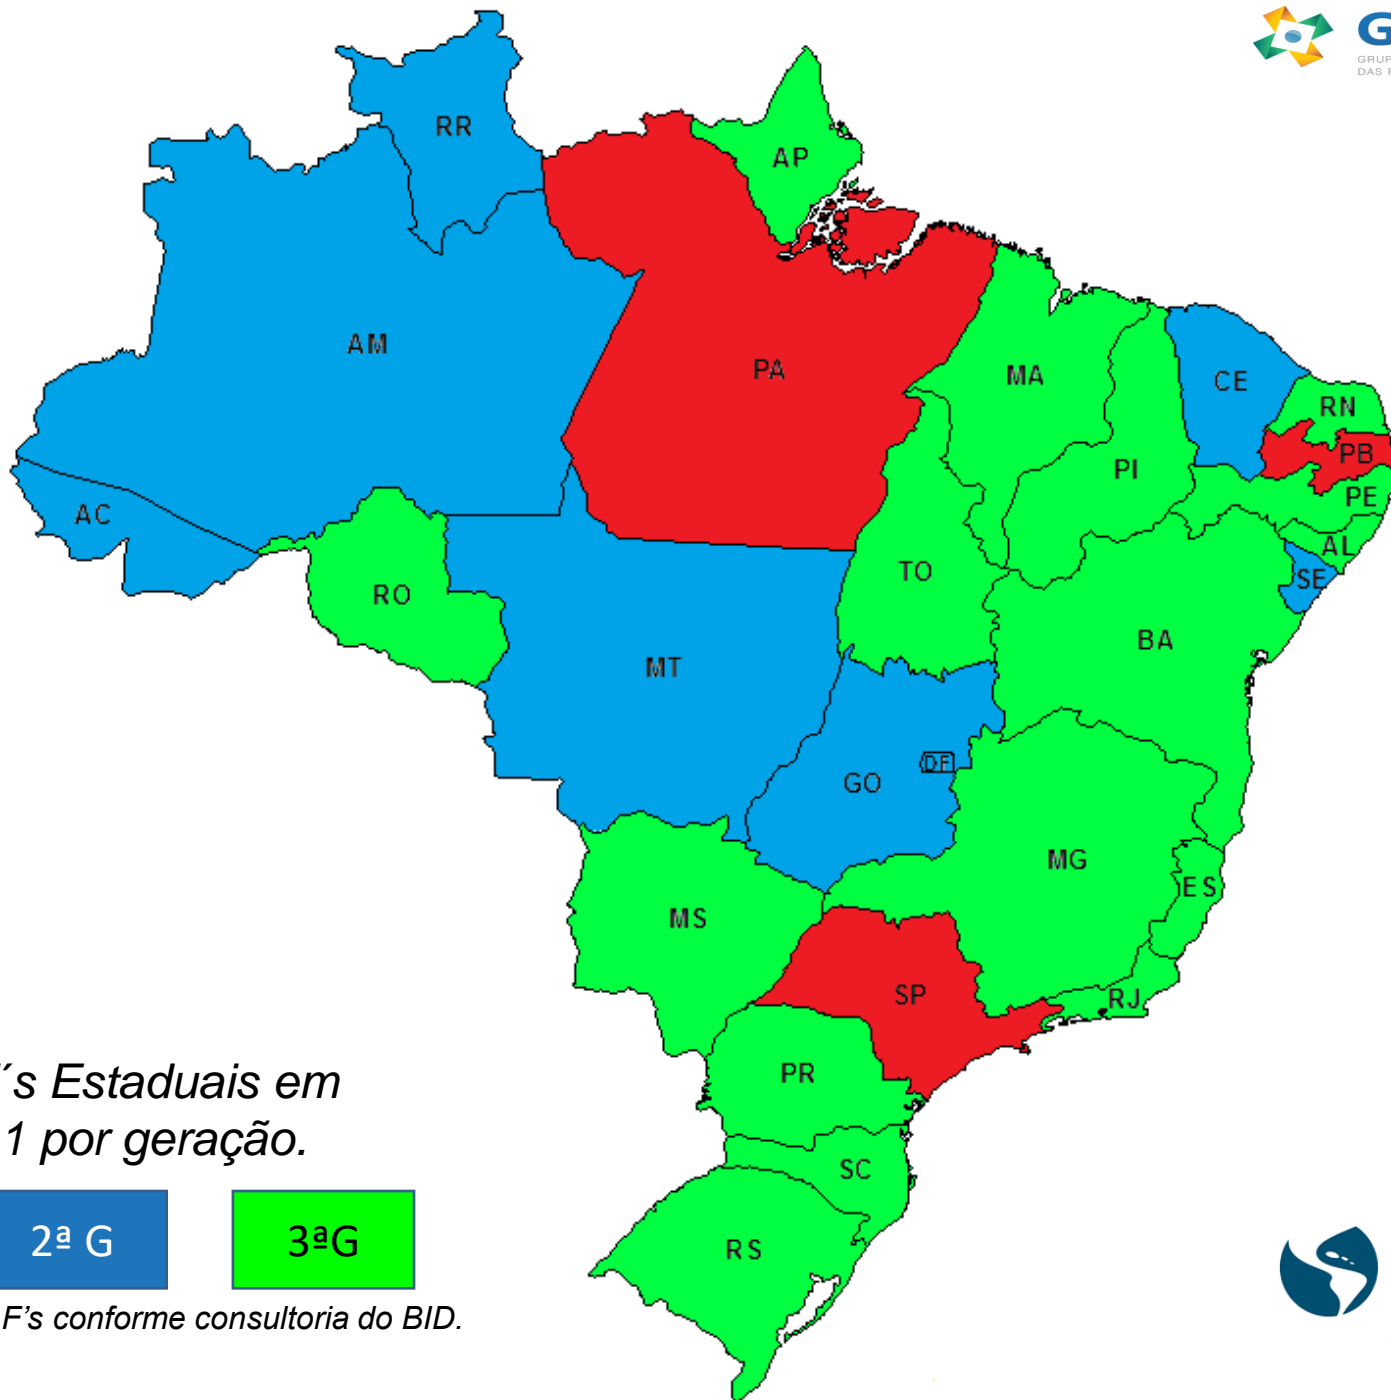 G
GRUP
DAS
RR
AP
AM
PA
MA
CE
RN
PB
PI
PE
AC
AL
TO
SE
RO
BA
MT
DF
GO
MG
ES
MS
SP
RJ
PR
´s Estaduais em
1 por geração.
SC
2ª G
3ªG
RS
F's conforme consultoria do BID.